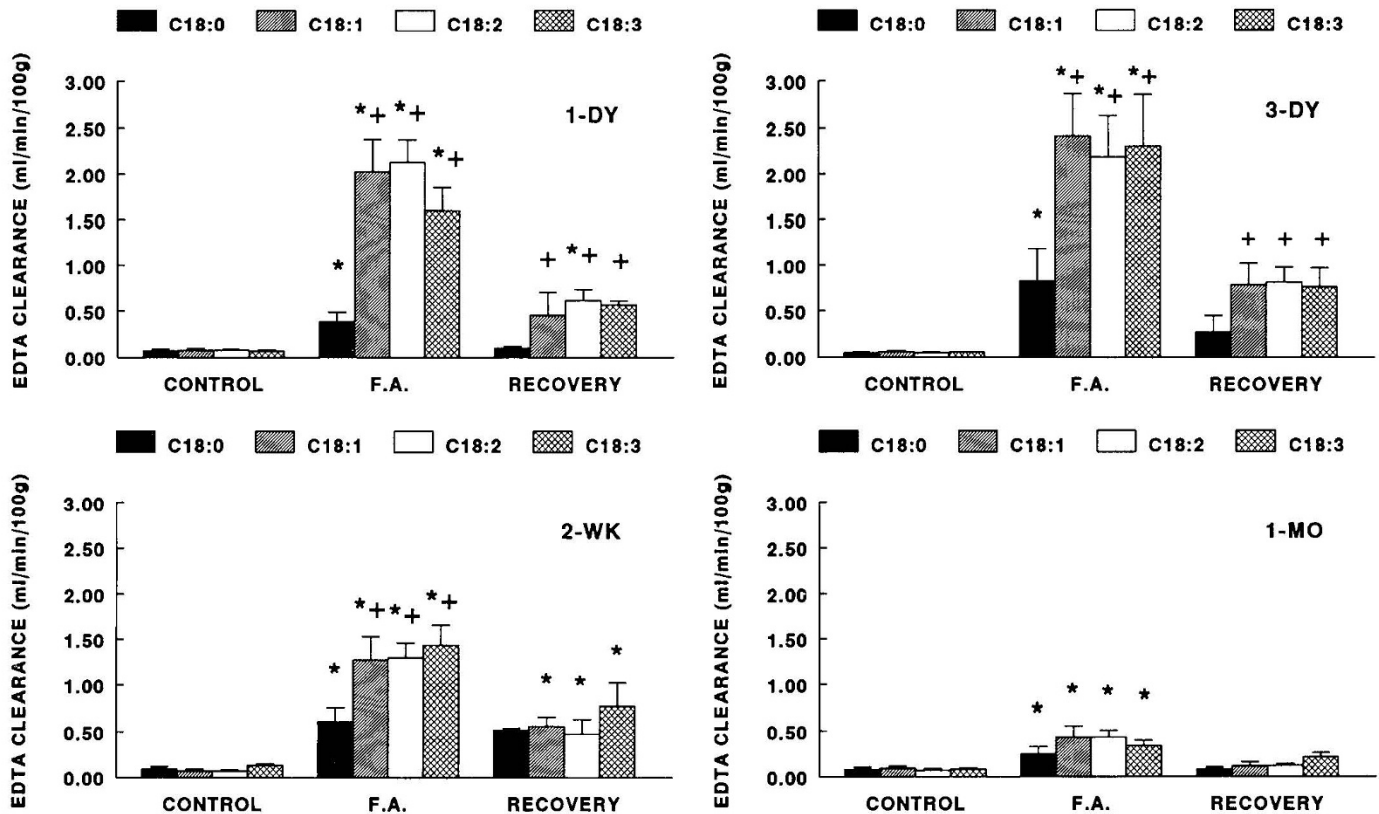 C18:0 C18:1 C18:2 C18:3
EDTA CLEARANCE (ml/min/100g)
1-DY
3.00
2.50
2.00
1.50
1.00
0.50
0.00
* *+ *+ *+
+ *+ +
CONTROL F.A. RECOVERY
C18:0 C18:1 C18:2 C18:3
EDTA CLEARANCE (ml/min/100g)
3-DY
3.00
2.50
2.00
1.50
1.00
0.50
0.00
* *+ *+ *+
+ + +
CONTROL F.A. RECOVERY
C18:0 C18:1 C18:2 C18:3
EDTA CLEARANCE (ml/min/100g)
2-WK
3.00
2.50
2.00
1.50
1.00
0.50
0.00
* *+ *+ *+
* * *
CONTROL F.A. RECOVERY
C18:0 C18:1 C18:2 C18:3
EDTA CLEARANCE (ml/min/100g)
1-MO
3.00
2.50
2.00
1.50
1.00
0.50
0.00
* * * *
CONTROL F.A. RECOVERY